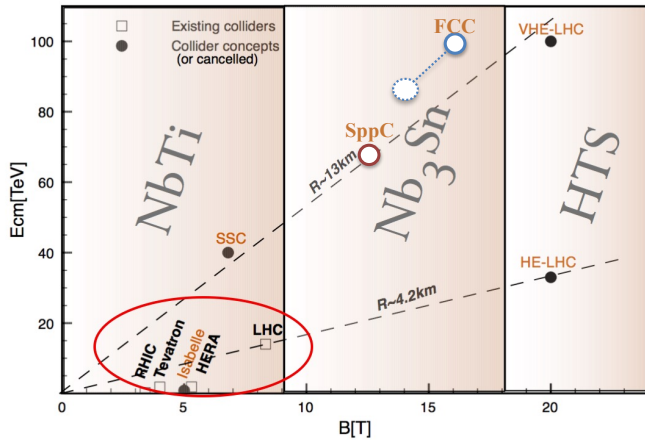 Existing colliders
Collider concepts
(or cancelled)
FCC
VHE-LHC
SppC
NbTi
Nb3Sn
HTS
R~13km
SSC
HE-LHC
R~4.2km
LHC
RHIC
Tevatron
Isabelle
HERA
Ecm[TeV]
100
80
60
40
20
0
5
10
15
20
B[T]